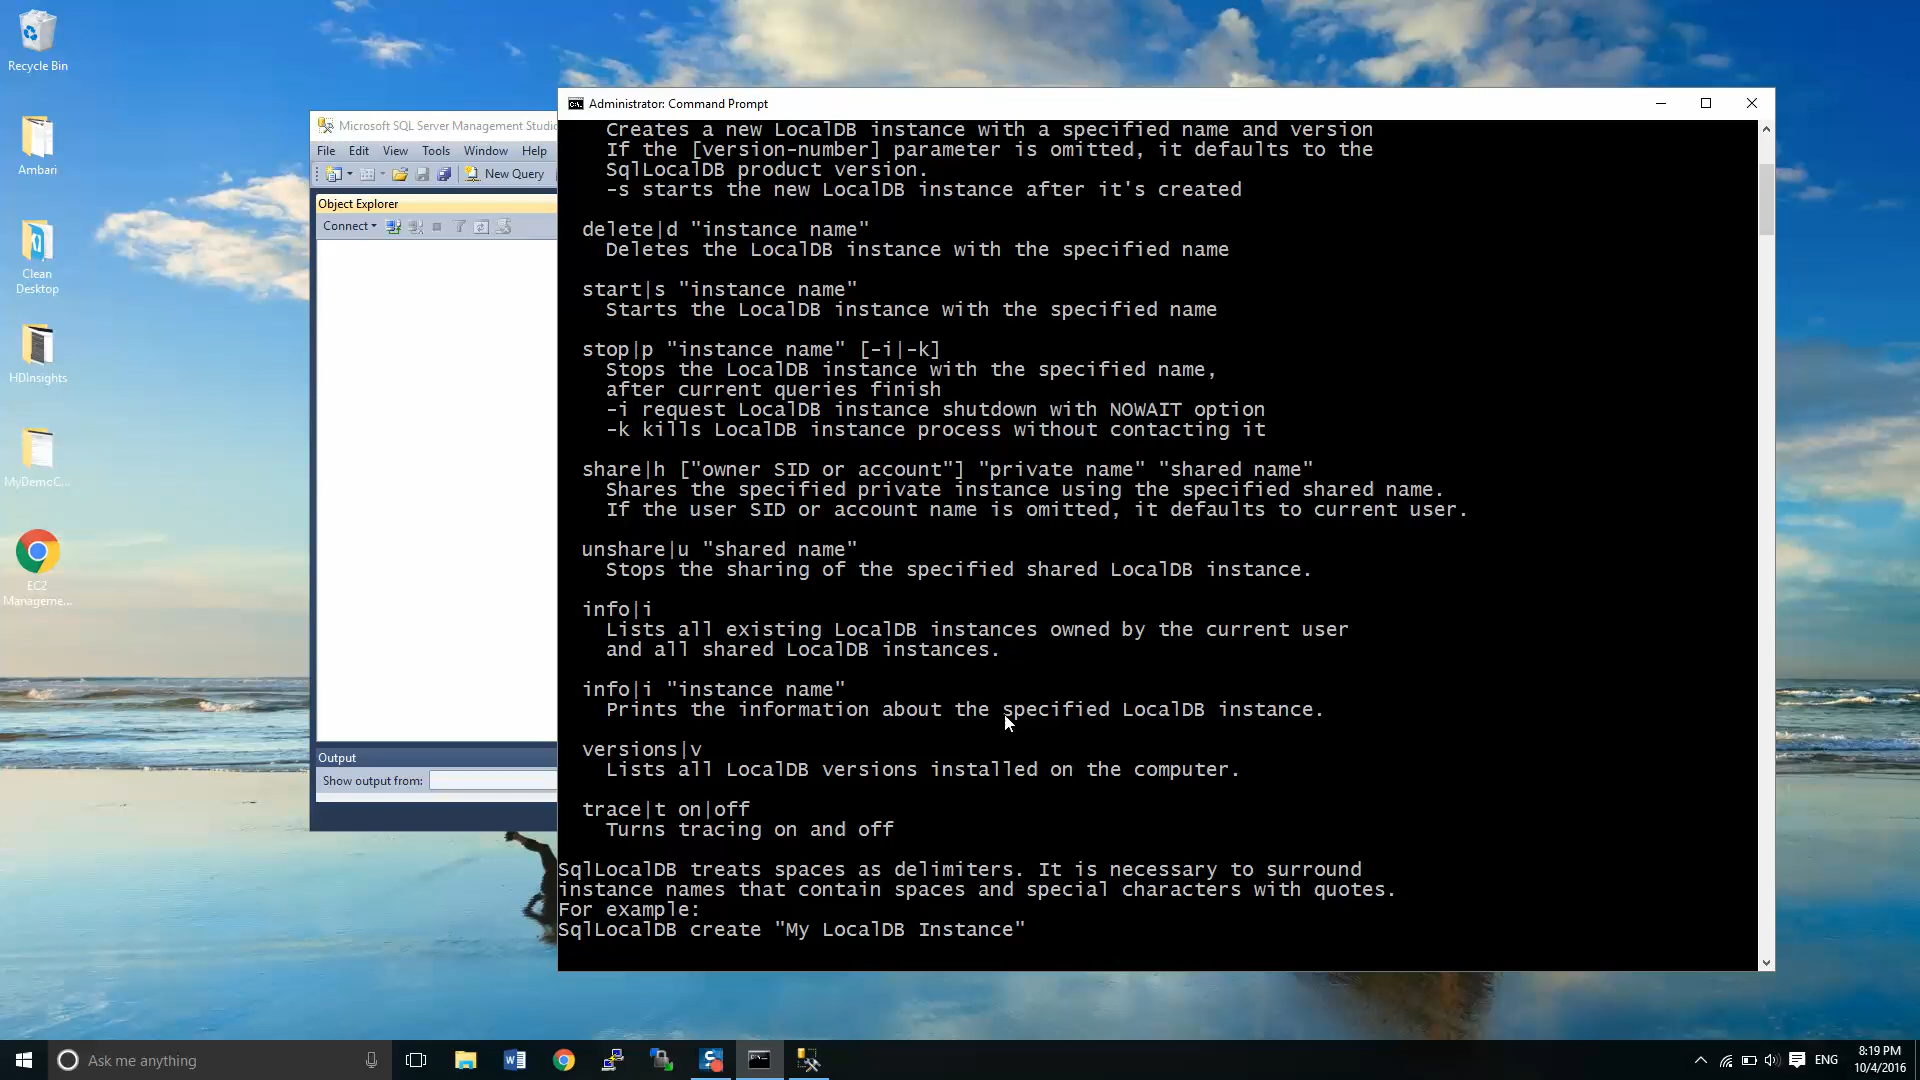 Recycle Bin
Ambari
Clean
Desktop
HDInsights
MyDemoC...
EC2
Manageme...
Microsoft SQL Server Management Studio
File Edit View Tools Window Help
New Query
Object Explorer
Connect
Output
Show output from:
Administrator: Command Prompt
Creates a new LocalDB instance with a specified name and version
If the [version-number] parameter is omitted, it defaults to the
SqlLocalDB product version.
-s starts the new LocalDB instance after it's created
delete|d "instance name"
Deletes the LocalDB instance with the specified name
start|s "instance name"
Starts the LocalDB instance with the specified name
stop|p "instance name" [-i|-k]
Stops the LocalDB instance with the specified name,
after current queries finish
-i request LocalDB instance shutdown with NOWAIT option
-k kills LocalDB instance process without contacting it
share|h ["owner SID or account"] "private name" "shared name"
Shares the specified private instance using the specified shared name.
If the user SID or account name is omitted, it defaults to current user.
unshare|u "shared name"
Stops the sharing of the specified shared LocalDB instance.
info|i
Lists all existing LocalDB instances owned by the current user
and all shared LocalDB instances.
info|i "instance name"
Prints the information about the specified LocalDB instance.
versions|v
Lists all LocalDB versions installed on the computer.
trace|t on|off
Turns tracing on and off
SqlLocalDB treats spaces as delimiters. It is necessary to surround
instance names that contain spaces and special characters with quotes.
For example:
SqlLocalDB create "My LocalDB Instance"
Ask me anything
ENG
8:19 PM
10/4/2016